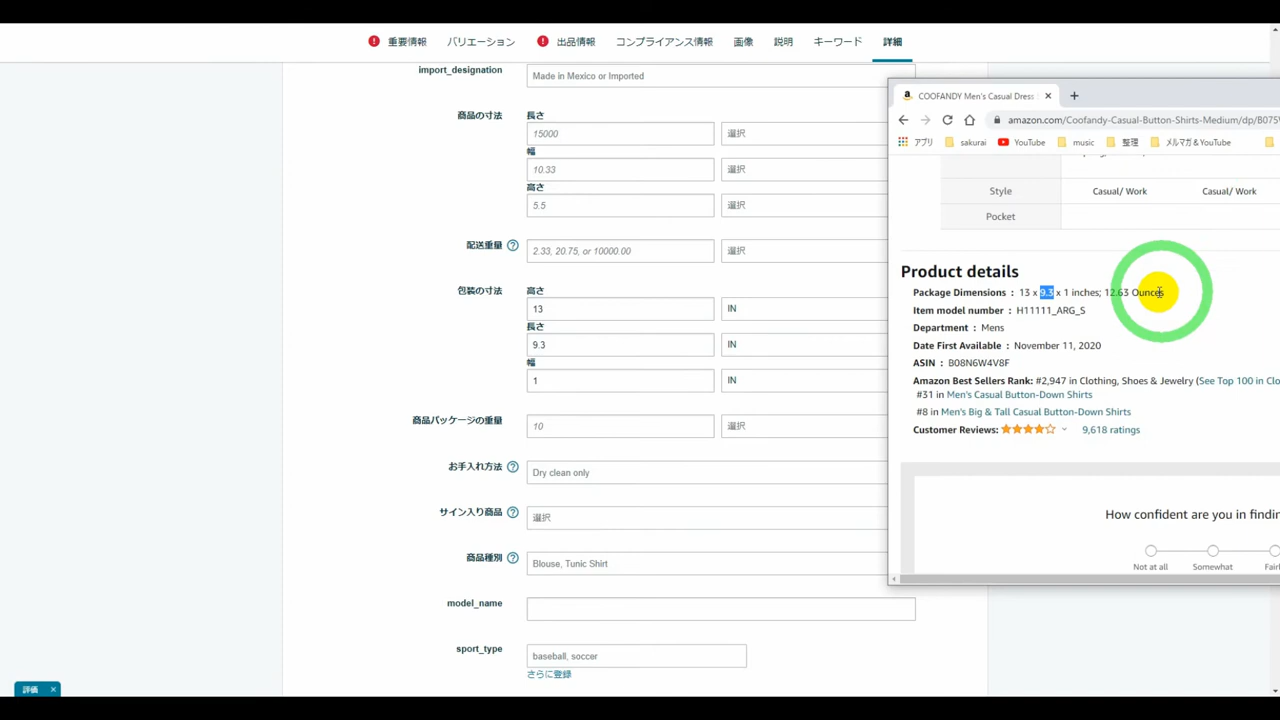 重要情報 バリエーション 出品情報 コンプライアンス情報 画像 説明 キーワード 詳細
import_designation Made in Mexico or Imported
商品の寸法 長さ
15000 選択
幅
10.33 選択
高さ
5.5 選択
配送重量 2.33, 20.75, or 10000.00 選択
包装の寸法 高さ
13 IN
長さ
9.3 IN
幅
1 IN
商品パッケージの重量 10 選択
お手入れ方法 Dry clean only
サイン入り商品 選択
商品種別 Blouse, Tunic Shirt
model_name
sport_type baseball, soccer
さらに登録
評価 ×
COOFANDY Men's Casual Dress
amazon.com/Coofandy-Casual-Button-Shirts-Medium/dp/B075
アプリ sakurai YouTube music 整理 メルマガ&YouTube
Style Casual/ Work Casual/ Work
Pocket
Product details
Package Dimensions : 13 x 9.3 x 1 inches; 12.63 Ounces
Item model number : H11111_ARG_S
Department : Mens
Date First Available : November 11, 2020
ASIN : B08N6W4V8F
Amazon Best Sellers Rank: #2,947 in Clothing, Shoes & Jewelry (See Top 100 in Clo
#31 in Men's Casual Button-Down Shirts
#8 in Men's Big & Tall Casual Button-Down Shirts
Customer Reviews: 9,618 ratings
How confident are you in findin
Not at all Somewhat Fairl